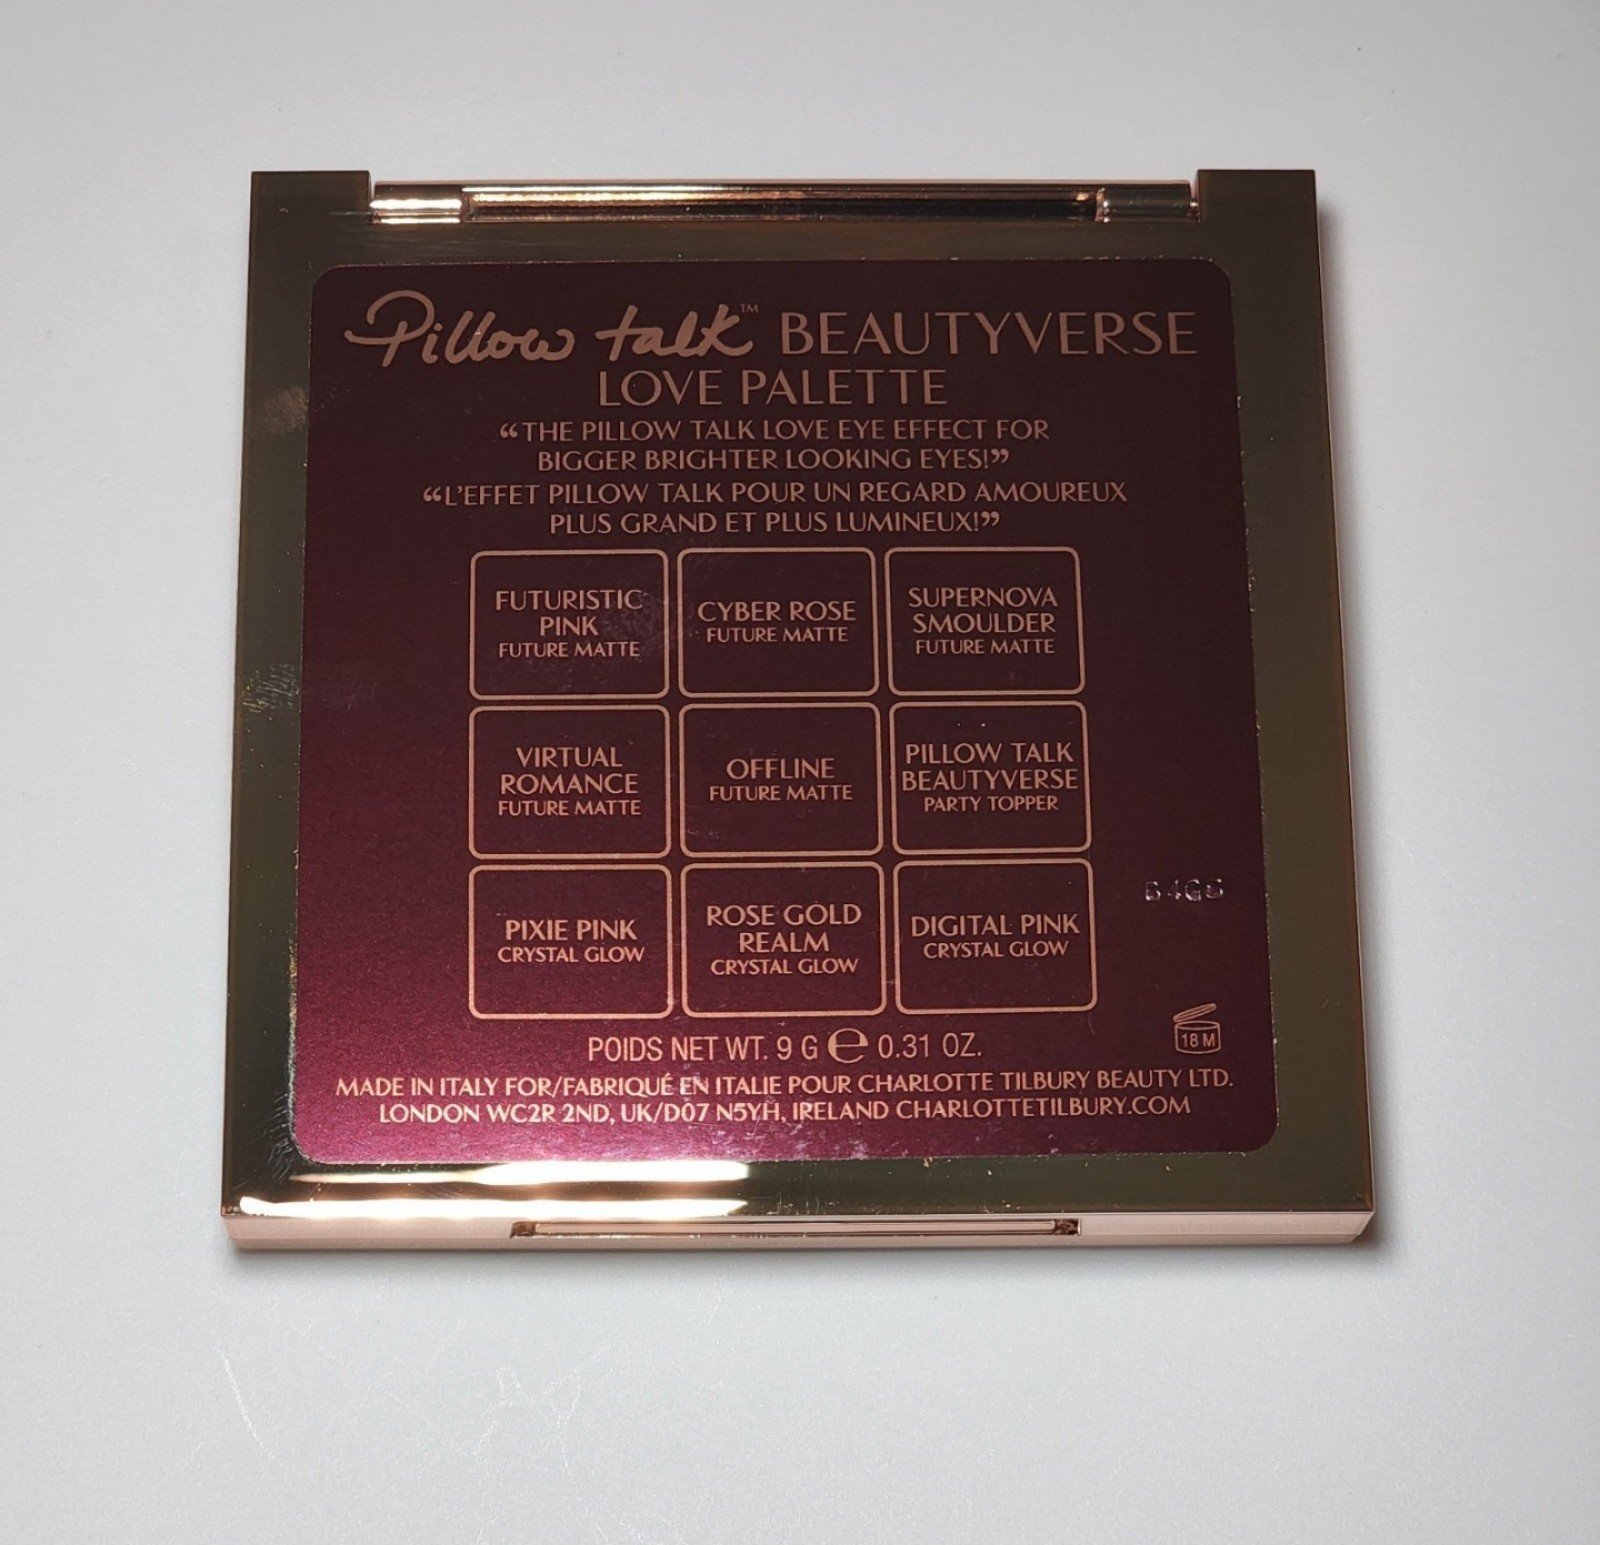 Pillow talk™ BEAUTYVERSE
LOVE PALETTE
“THE PILLOW TALK LOVE EYE EFFECT FOR
BIGGER BRIGHTER LOOKING EYES!”
“L'EFFET PILLOW TALK POUR UN REGARD AMOUREUX
PLUS GRAND ET PLUS LUMINEUX!”
FUTURISTIC
PINK
FUTURE MATTE
CYBER ROSE
FUTURE MATTE
SUPERNOVA
SMOULDER
FUTURE MATTE
VIRTUAL
ROMANCE
FUTURE MATTE
OFFLINE
FUTURE MATTE
PILLOW TALK
BEAUTYVERSE
PARTY TOPPER
PIXIE PINK
CRYSTAL GLOW
ROSE GOLD
REALM
CRYSTAL GLOW
DIGITAL PINK
CRYSTAL GLOW
POIDS NET WT. 9 G ℮ 0.31 OZ.
18 M
MADE IN ITALY FOR/FABRIQUÉ EN ITALIE POUR CHARLOTTE TILBURY BEAUTY LTD.
LONDON WC2R 2ND, UK/D07 N5YH, IRELAND CHARLOTTETILBURY.COM